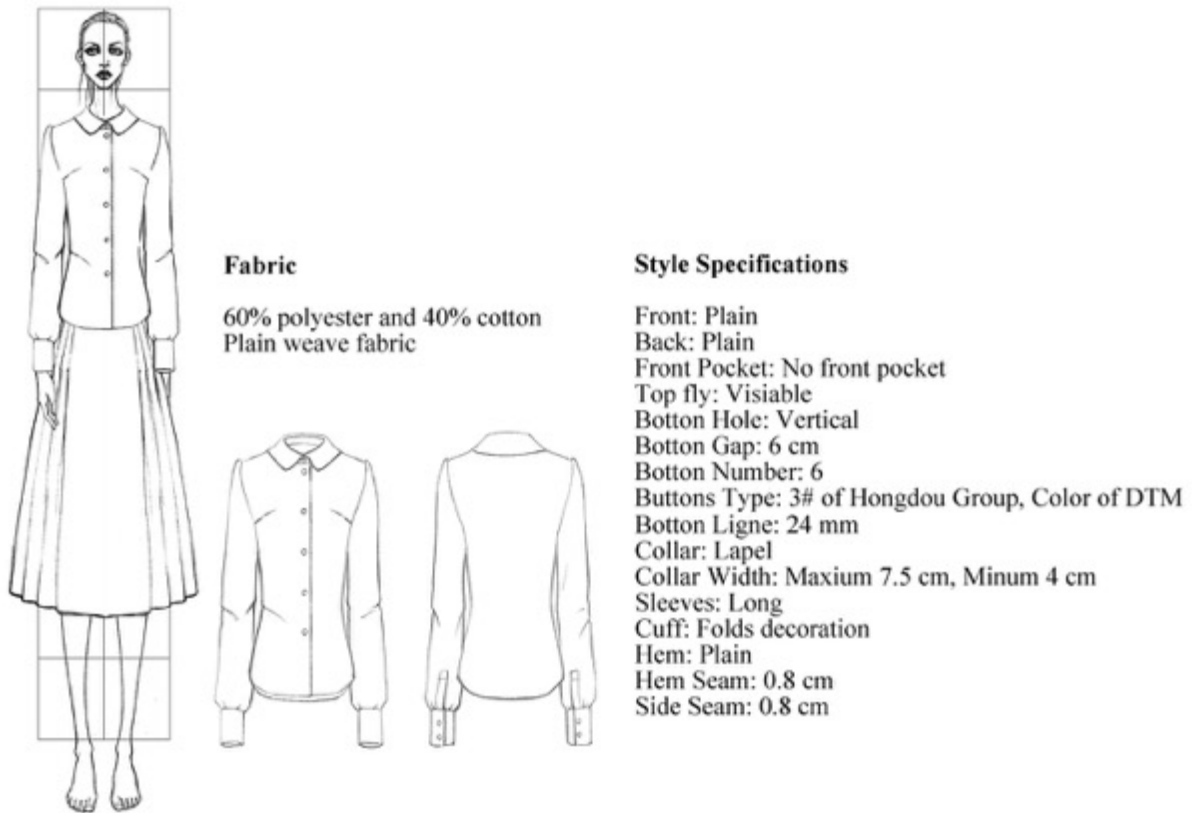 Fabric
60% polyester and 40% cotton
Plain weave fabric
Style Specifications
Front: Plain
Back: Plain
Front Pocket: No front pocket
Top fly: Visiable
Botton Hole: Vertical
Botton Gap: 6 cm
Botton Number: 6
Buttons Type: 3# of Hongdou Group, Color of DTM
Botton Ligne: 24 mm
Collar: Lapel
Collar Width: Maxium 7.5 cm, Minum 4 cm
Sleeves: Long
Cuff: Folds decoration
Hem: Plain
Hem Seam: 0.8 cm
Side Seam: 0.8 cm